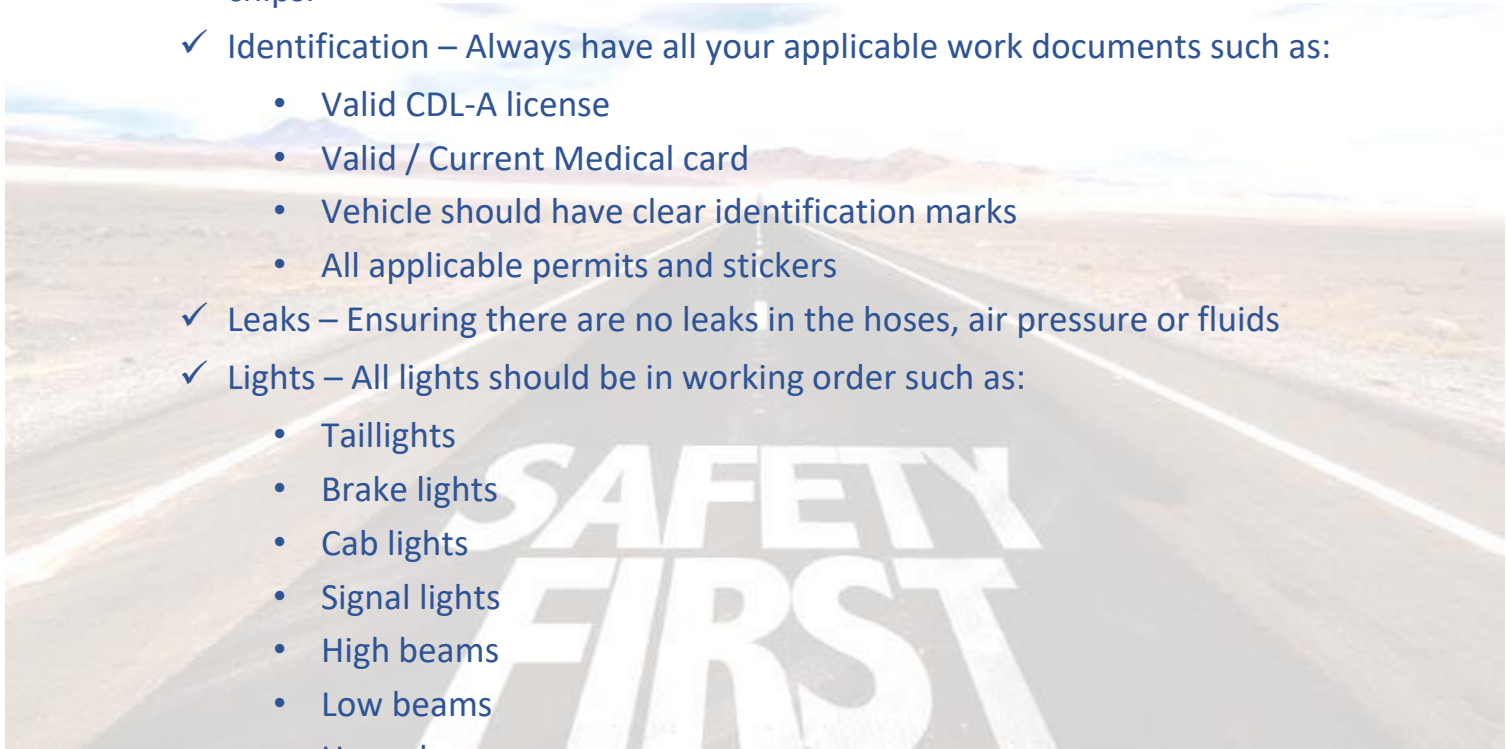 ✓ Identification – Always have all your applicable work documents such as:
• Valid CDL-A license
• Valid / Current Medical card
• Vehicle should have clear identification marks
• All applicable permits and stickers
✓ Leaks – Ensuring there are no leaks in the hoses, air pressure or fluids
✓ Lights – All lights should be in working order such as:
• Taillights
• Brake lights
• Cab lights
• Signal lights
• High beams
• Low beams
SAFETY
FIRST